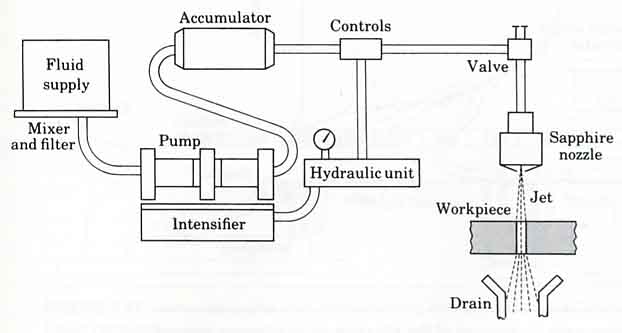 Accumulator
Controls
Fluid
supply
Valve
Mixer
and filter
Pump
Sapphire
nozzle
Hydraulic unit
Jet
Workpiece
Intensifier
Drain